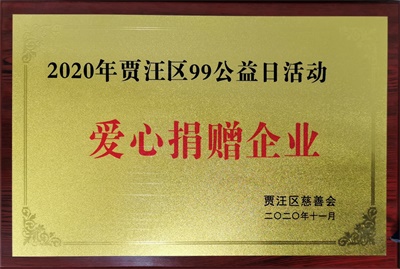 2020年贾汪区99公益日活动
爱心捐赠企业
贾汪区慈善会
二〇二〇年十一月